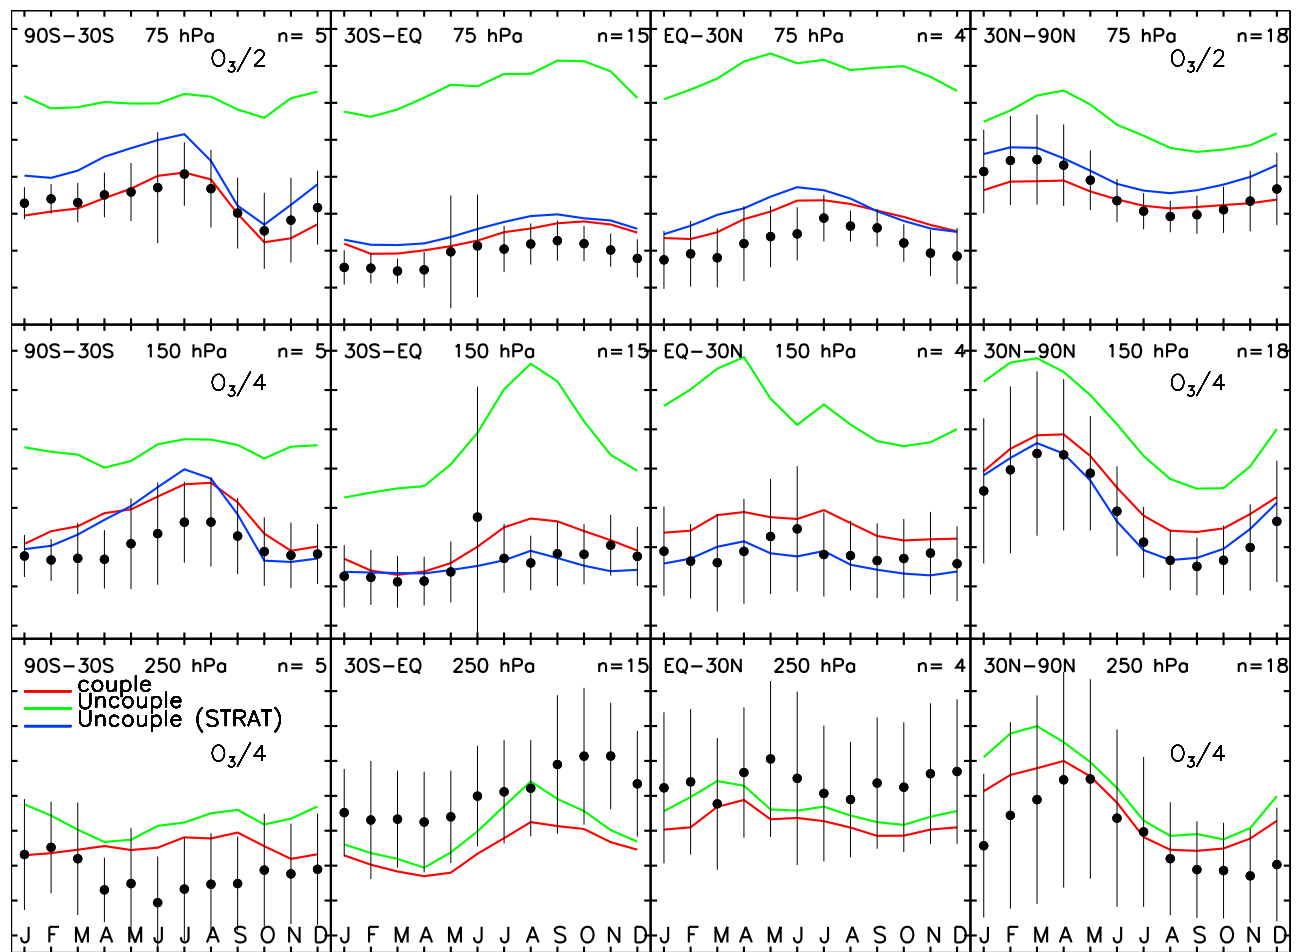 90S-30S 75 hPa n= 5
O₃/2
30S-EQ 75 hPa n=15
EQ-30N 75 hPa n= 4
30N-90N 75 hPa n=18
O₃/2
90S-30S 150 hPa n= 5
O₃/4
30S-EQ 150 hPa n=15
EQ-30N 150 hPa n= 4
30N-90N 150 hPa n=18
O₃/4
90S-30S 250 hPa n= 5
couple
Uncouple
Uncouple (STRAT)
O₃/4
30S-EQ 250 hPa n=15
EQ-30N 250 hPa n= 4
30N-90N 250 hPa n=18
O₃/4
J F M A M J J A S O N D
J F M A M J J A S O N D
J F M A M J J A S O N D
J F M A M J J A S O N D